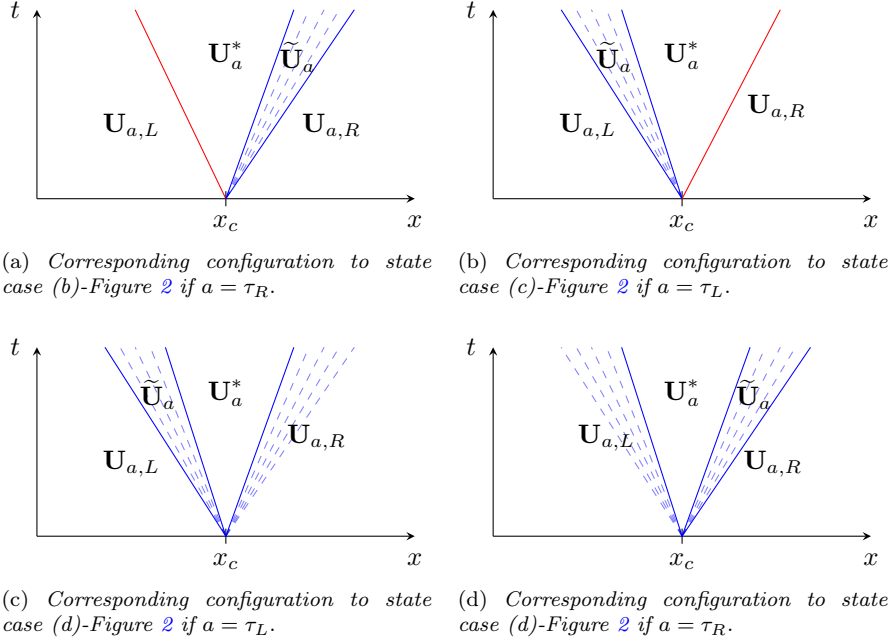 t
U*a
Ũa
Ua,L
Ua,R
xc
x
t
Ũa
U*a
Ua,R
Ua,L
xc
x
(a) Corresponding configuration to state
case (b)-Figure 2 if a = τR.
(b) Corresponding configuration to state
case (c)-Figure 2 if a = τL.
t
Ũa
U*a
Ua,R
Ua,L
xc
x
t
U*a
Ũa
Ua,L
Ua,R
xc
x
(c) Corresponding configuration to state
case (d)-Figure 2 if a = τL.
(d) Corresponding configuration to state
case (d)-Figure 2 if a = τR.